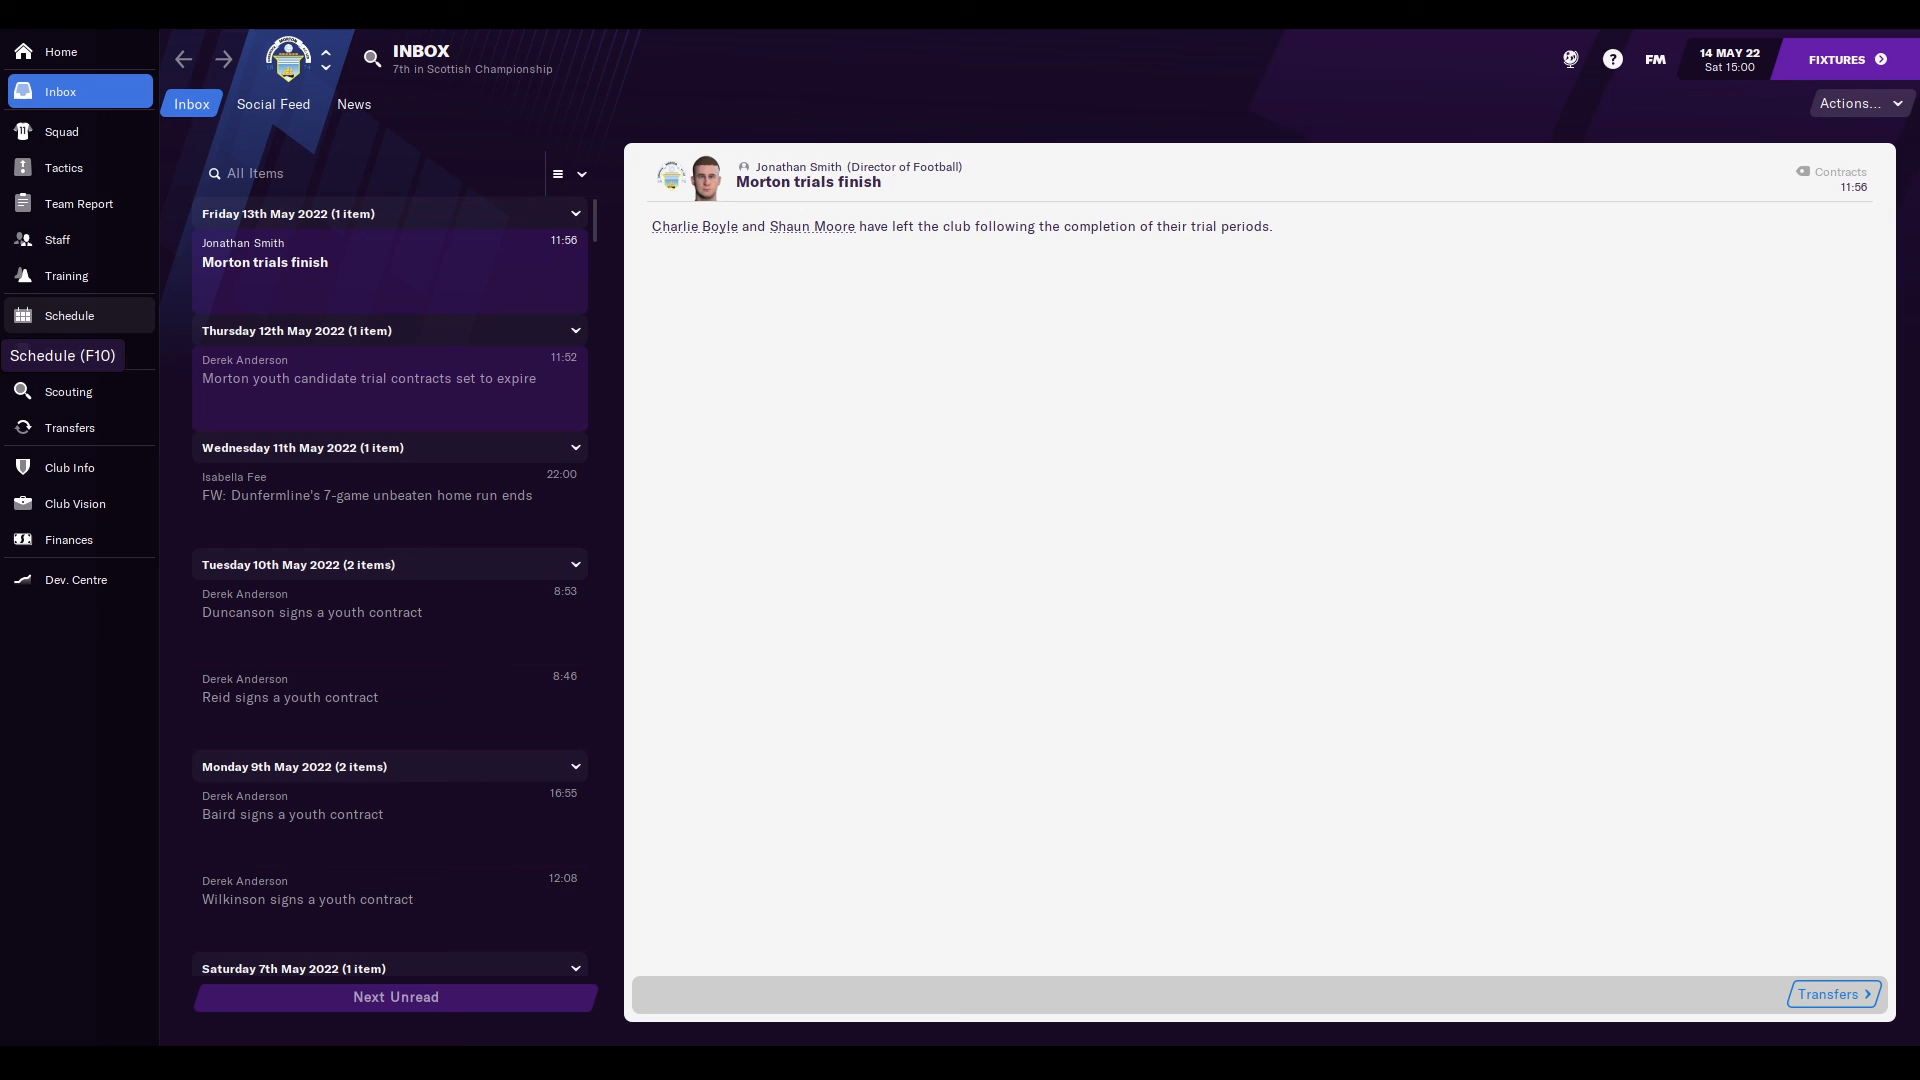 Home
Inbox
Squad
Tactics
Team Report
Staff
Training
Schedule
Schedule (F10)
Scouting
Transfers
Club Info
Club Vision
Finances
Dev. Centre
INBOX
7th in Scottish Championship
FM
14 MAY 22
Sat 15:00
FIXTURES
Inbox
Social Feed
News
Actions...
All Items
Friday 13th May 2022 (1 item)
Jonathan Smith
11:56
Morton trials finish
Thursday 12th May 2022 (1 item)
Derek Anderson
11:52
Morton youth candidate trial contracts set to expire
Wednesday 11th May 2022 (1 item)
Isabella Fee
22:00
FW: Dunfermline's 7-game unbeaten home run ends
Tuesday 10th May 2022 (2 items)
Derek Anderson
8:53
Duncanson signs a youth contract
Derek Anderson
8:46
Reid signs a youth contract
Monday 9th May 2022 (2 items)
Derek Anderson
16:55
Baird signs a youth contract
Derek Anderson
12:08
Wilkinson signs a youth contract
Saturday 7th May 2022 (1 item)
Next Unread
Jonathan Smith (Director of Football)
Morton trials finish
Contracts
11:56
Charlie Boyle and Shaun Moore have left the club following the completion of their trial periods.
Transfers